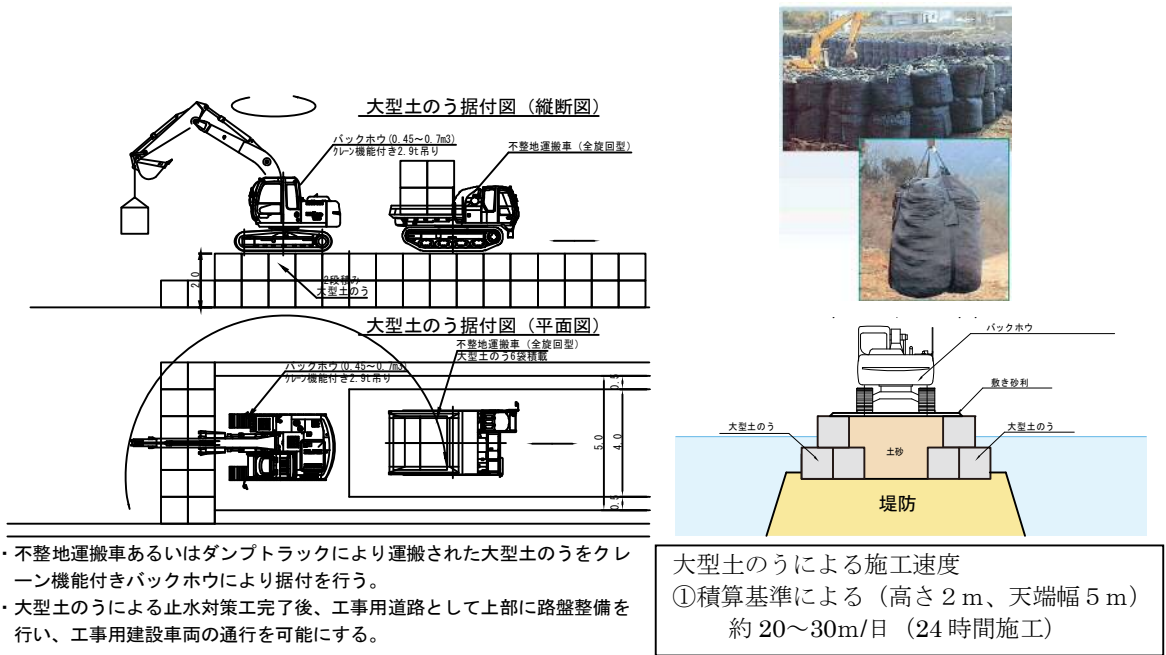 大型土のう据付図（縦断図）
バックホウ(0.45～0.7m3)
クレーン機能付き2.9t吊り
不整地運搬車（全旋回型）
2.0
2段積み
大型土のう
大型土のう据付図（平面図）
不整地運搬車（全旋回型）
大型土のう6袋積載
バックホウ(0.45～0.7m3)
クレーン機能付き2.9t吊り
0.5
5.0
4.0
0.5
・不整地運搬車あるいはダンプトラックにより運搬された大型土のうをクレ
ーン機能付きバックホウにより据付を行う。
・大型土のうによる止水対策工完了後、工事用道路として上部に路盤整備を
行い、工事用建設車両の通行を可能にする。
バックホウ
敷き砂利
大型土のう
大型土のう
土砂
堤防
大型土のうによる施工速度
①積算基準による（高さ２ｍ、天端幅５ｍ）
約 20～30ｍ/日（24 時間施工）